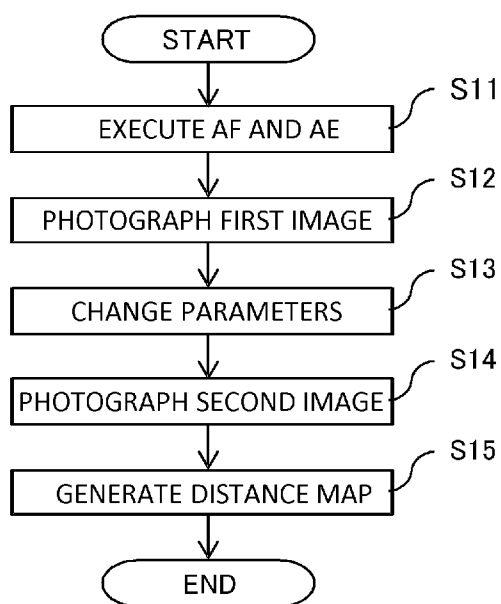 START
S11
EXECUTE AF AND AE
S12
PHOTOGRAPH FIRST IMAGE
S13
CHANGE PARAMETERS
S14
PHOTOGRAPH SECOND IMAGE
S15
GENERATE DISTANCE MAP
END